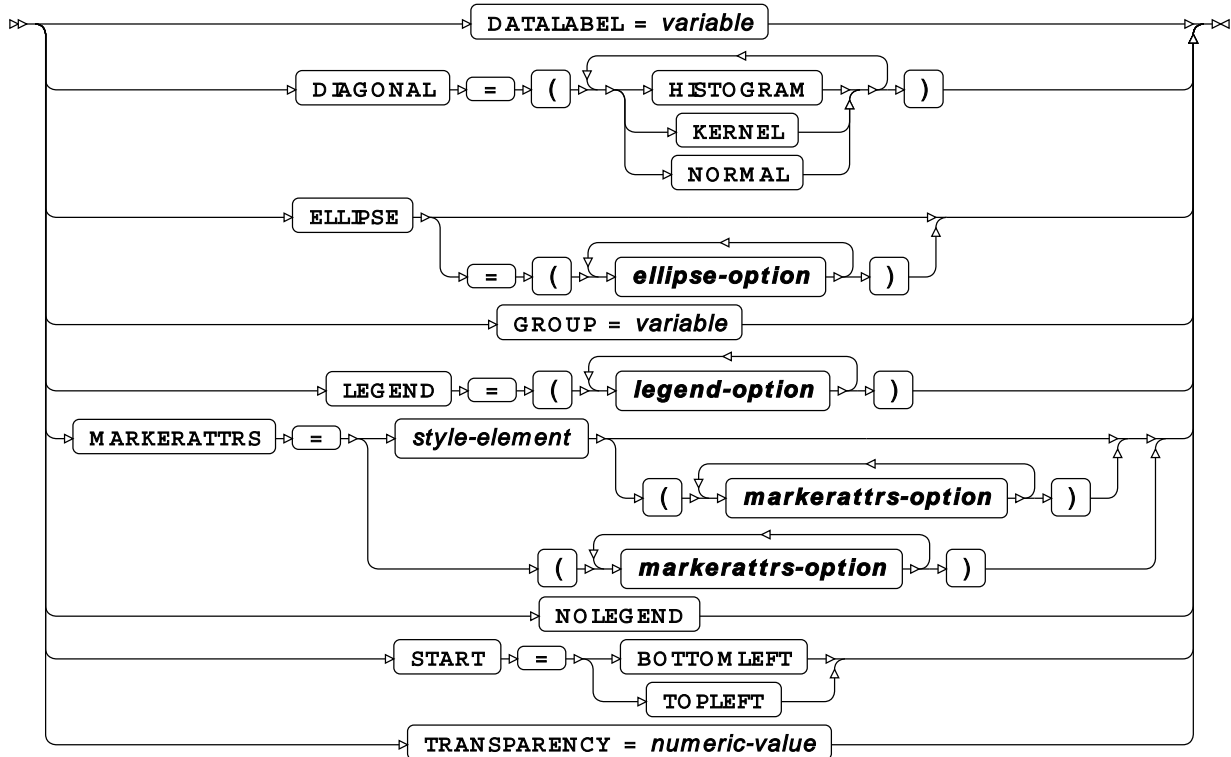 DATALABEL = variable
DIAGONAL = ( HISTOGRAM )
KERNEL
NORMAL
ELLIPSE
= ( ellipse-option )
GROUP = variable
LEGEND = ( legend-option )
MARKERATTRS = style-element
( markerattrs-option )
( markerattrs-option )
NOLEGEND
START = BOTTOMLEFT
TOPLEFT
TRANSPARENCY = numeric-value